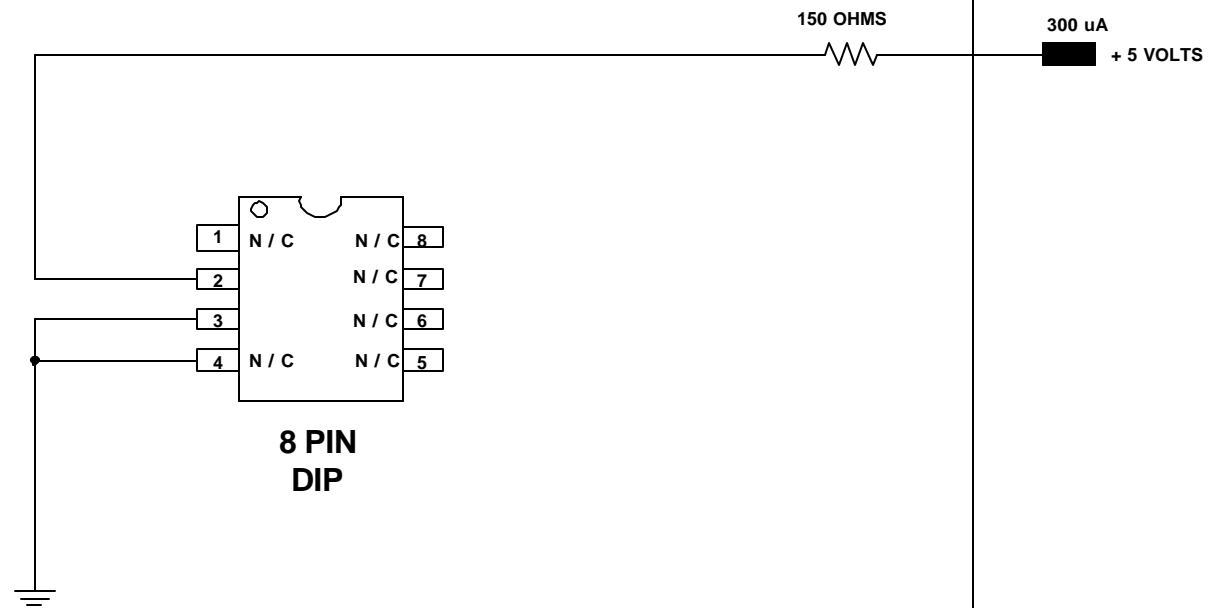 150 OHMS
300 uA
+ 5 VOLTS
1 N / C N / C 8
2 N / C 7
3 N / C 6
4 N / C N / C 5
8 PIN
DIP